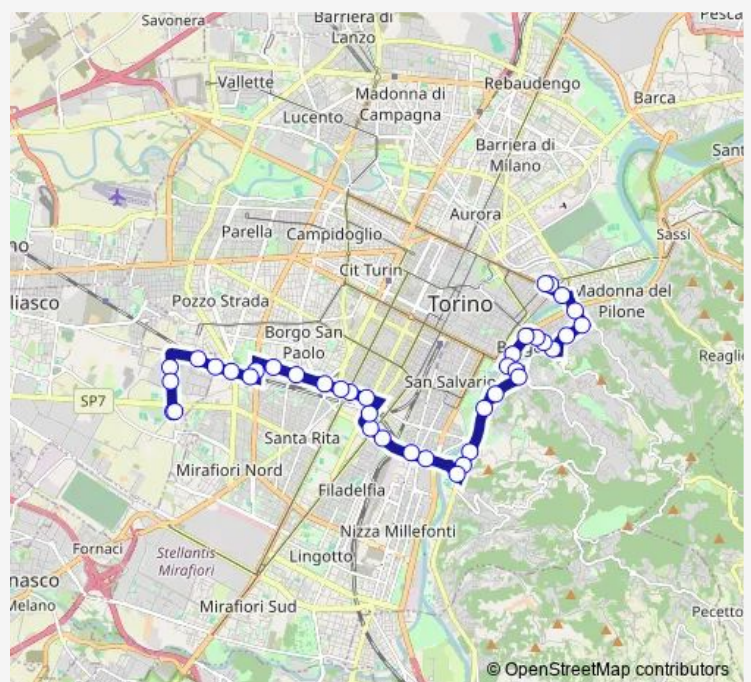 Savonera
Barriera di
Lanzo
Pesca
Vallette
Madonna di
Campagna
Rebaudengo
Barca
Lucento
Barriera di
Milano
Sant
Aurora
Parella
Campidoglio
Sassi
no
Cit Turin
liasco
Pozzo Strada
Torino
Madonna del
Pilone
Borgo San
Paolo
Reaglie
San Salvario
SP7
Santa Rita
Mirafiori Nord
Filadelfia
Nizza Millefonti
Fornaci
Stellantis
Mirafiori
Lingotto
nasco
Melano
Mirafiori Sud
Pecetto
© OpenStreetMap contributors